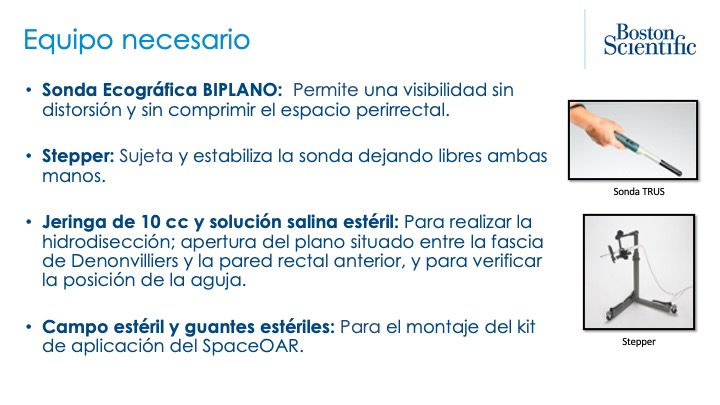 Equipo necesario
Boston
Scientific
• Sonda Ecográfica BIPLANO: Permite una visibilidad sin
distorsión y sin comprimir el espacio perirrectal.
• Stepper: Sujeta y estabiliza la sonda dejando libres ambas
manos.
• Jeringa de 10 cc y solución salina estéril: Para realizar la
hidrodisección; apertura del plano situado entre la fascia
de Denonvilliers y la pared rectal anterior, y para verificar
la posición de la aguja.
• Campo estéril y guantes estériles: Para el montaje del kit
de aplicación del SpaceOAR.
Sonda TRUS
Stepper